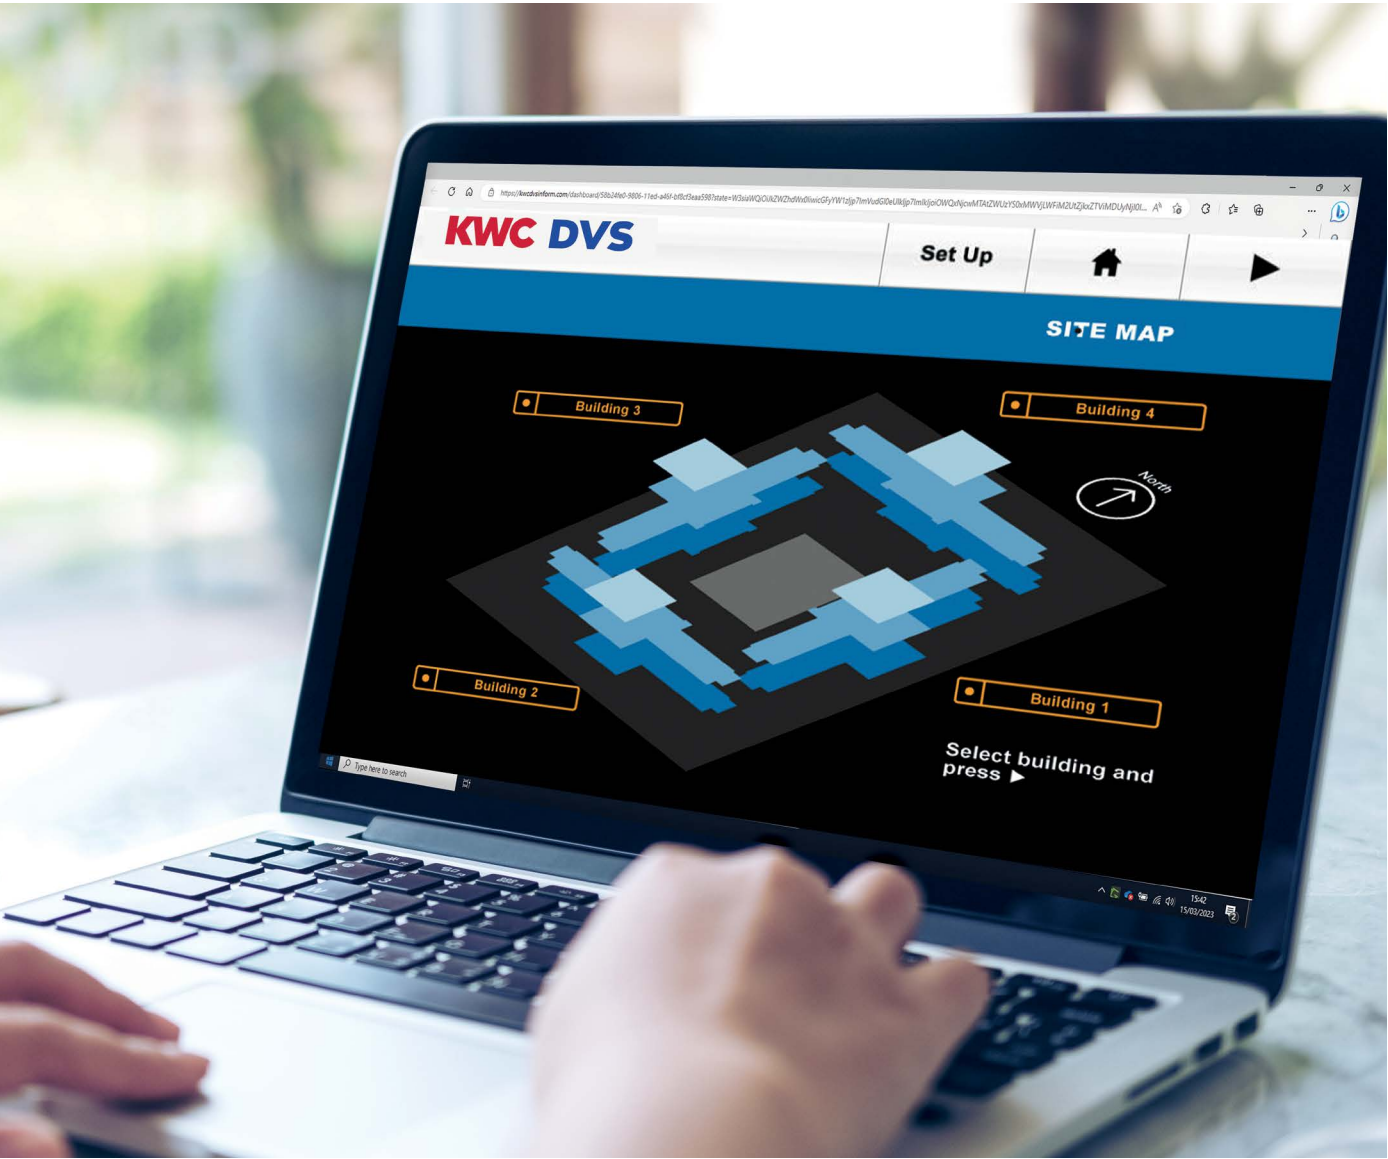 KWC DVS
Set Up
SITE MAP
Building 3
Building 4
North
Building 2
Building 1
Select building and
press ▶
Type here to search
15:42
15/03/2023